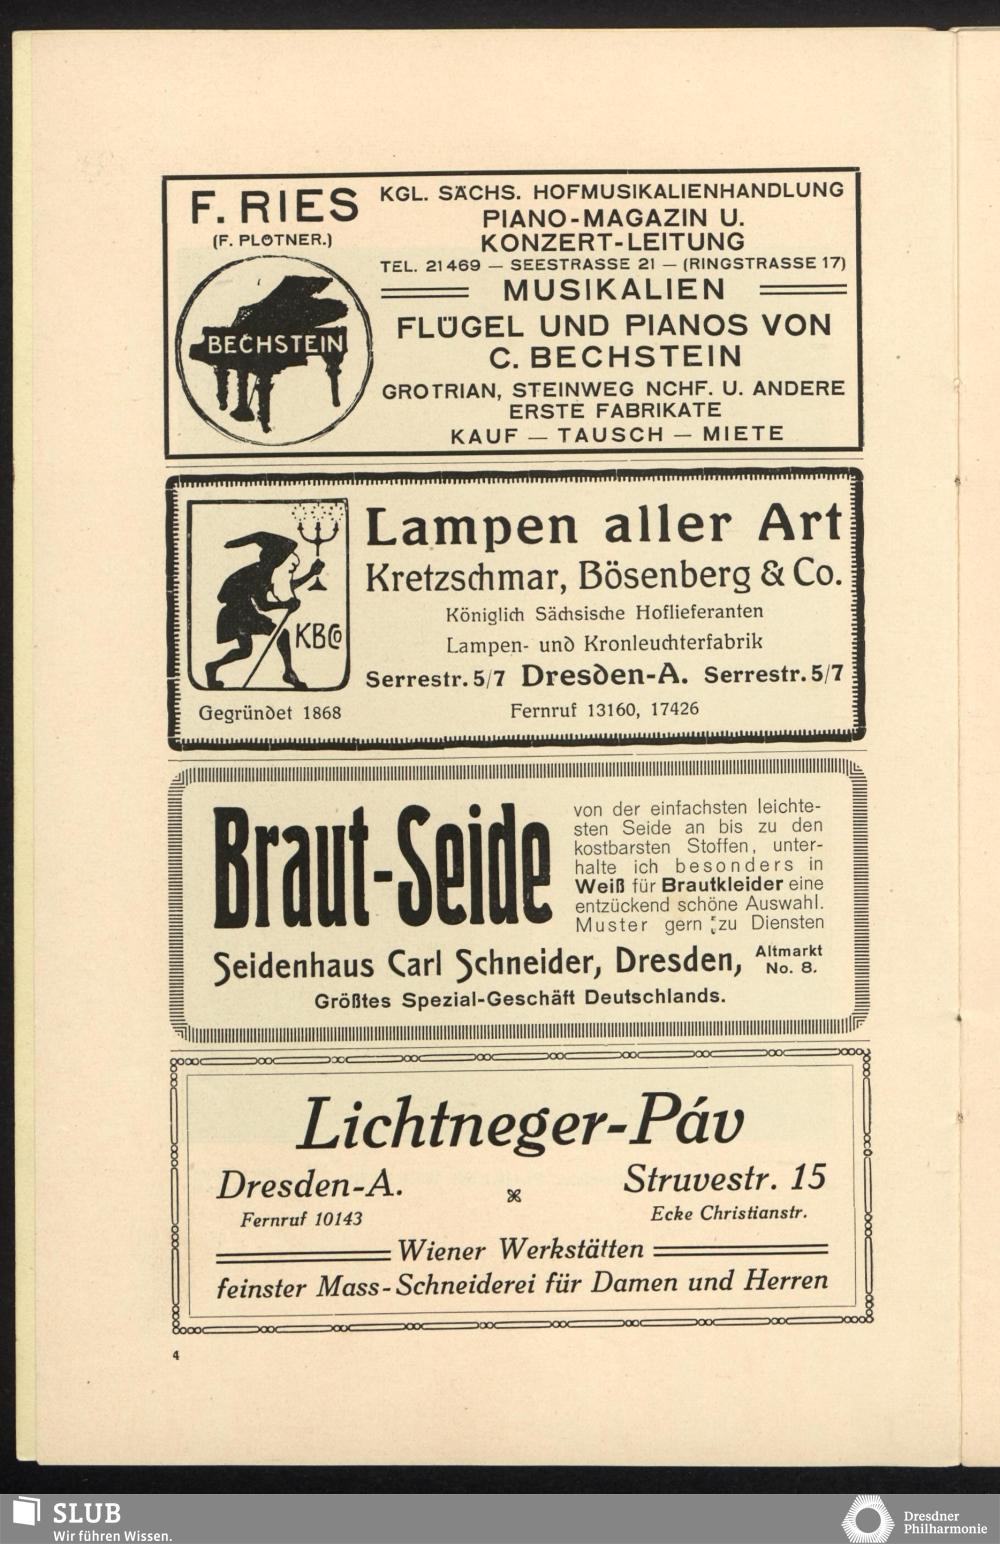 F. RIES
(F. PLÖTNER.)
BECHSTEIN
KGL. SÄCHS. HOFMUSIKALIENHANDLUNG
PIANO-MAGAZIN U.
KONZERT-LEITUNG
TEL. 21469 — SEESTRASSE 21 — (RINGSTRASSE 17)
MUSIKALIEN
FLÜGEL UND PIANOS VON
C. BECHSTEIN
GROTRIAN, STEINWEG NCHF. U. ANDERE
ERSTE FABRIKATE
KAUF — TAUSCH — MIETE
KBCo
Gegründet 1868
Lampen aller Art
Kretzschmar, Bösenberg & Co.
Königlich Sächsische Hoflieferanten
Lampen- und Kronleuchterfabrik
Serrestr. 5/7 Dresden-A. Serrestr. 5/7
Fernruf 13160, 17426
Braut-Seide
von der einfachsten leichte-
sten Seide an bis zu den
kostbarsten Stoffen, unter-
halte ich besonders in
Weiß für Brautkleider eine
entzückend schöne Auswahl.
Muster gern zu Diensten
Seidenhaus Carl Schneider, Dresden, Altmarkt No. 8.
Größtes Spezial-Geschäft Deutschlands.
Lichtneger-Páv
Dresden-A. Struvestr. 15
Fernruf 10143 Ecke Christianstr.
Wiener Werkstätten
feinster Mass-Schneiderei für Damen und Herren
4
SLUB
Wir führen Wissen.
Dresdner
Philharmonie